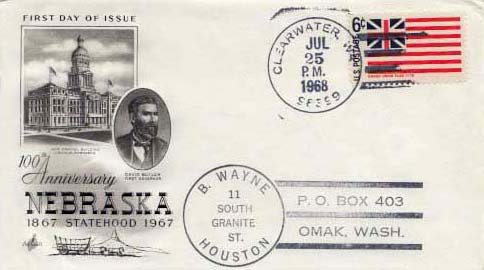 FIRST DAY OF ISSUE
DAVID BUTLER
FIRST GOVERNOR
100th Anniversary
NEBRASKA
1867 STATEHOOD 1967
CLEARWATER,
JUL
25
P.M.
1968
6¢
U.S. POSTAGE
B. WAYNE
11
SOUTH
GRANITE
ST.
HOUSTON
P. O. BOX 403
OMAK, WASH.